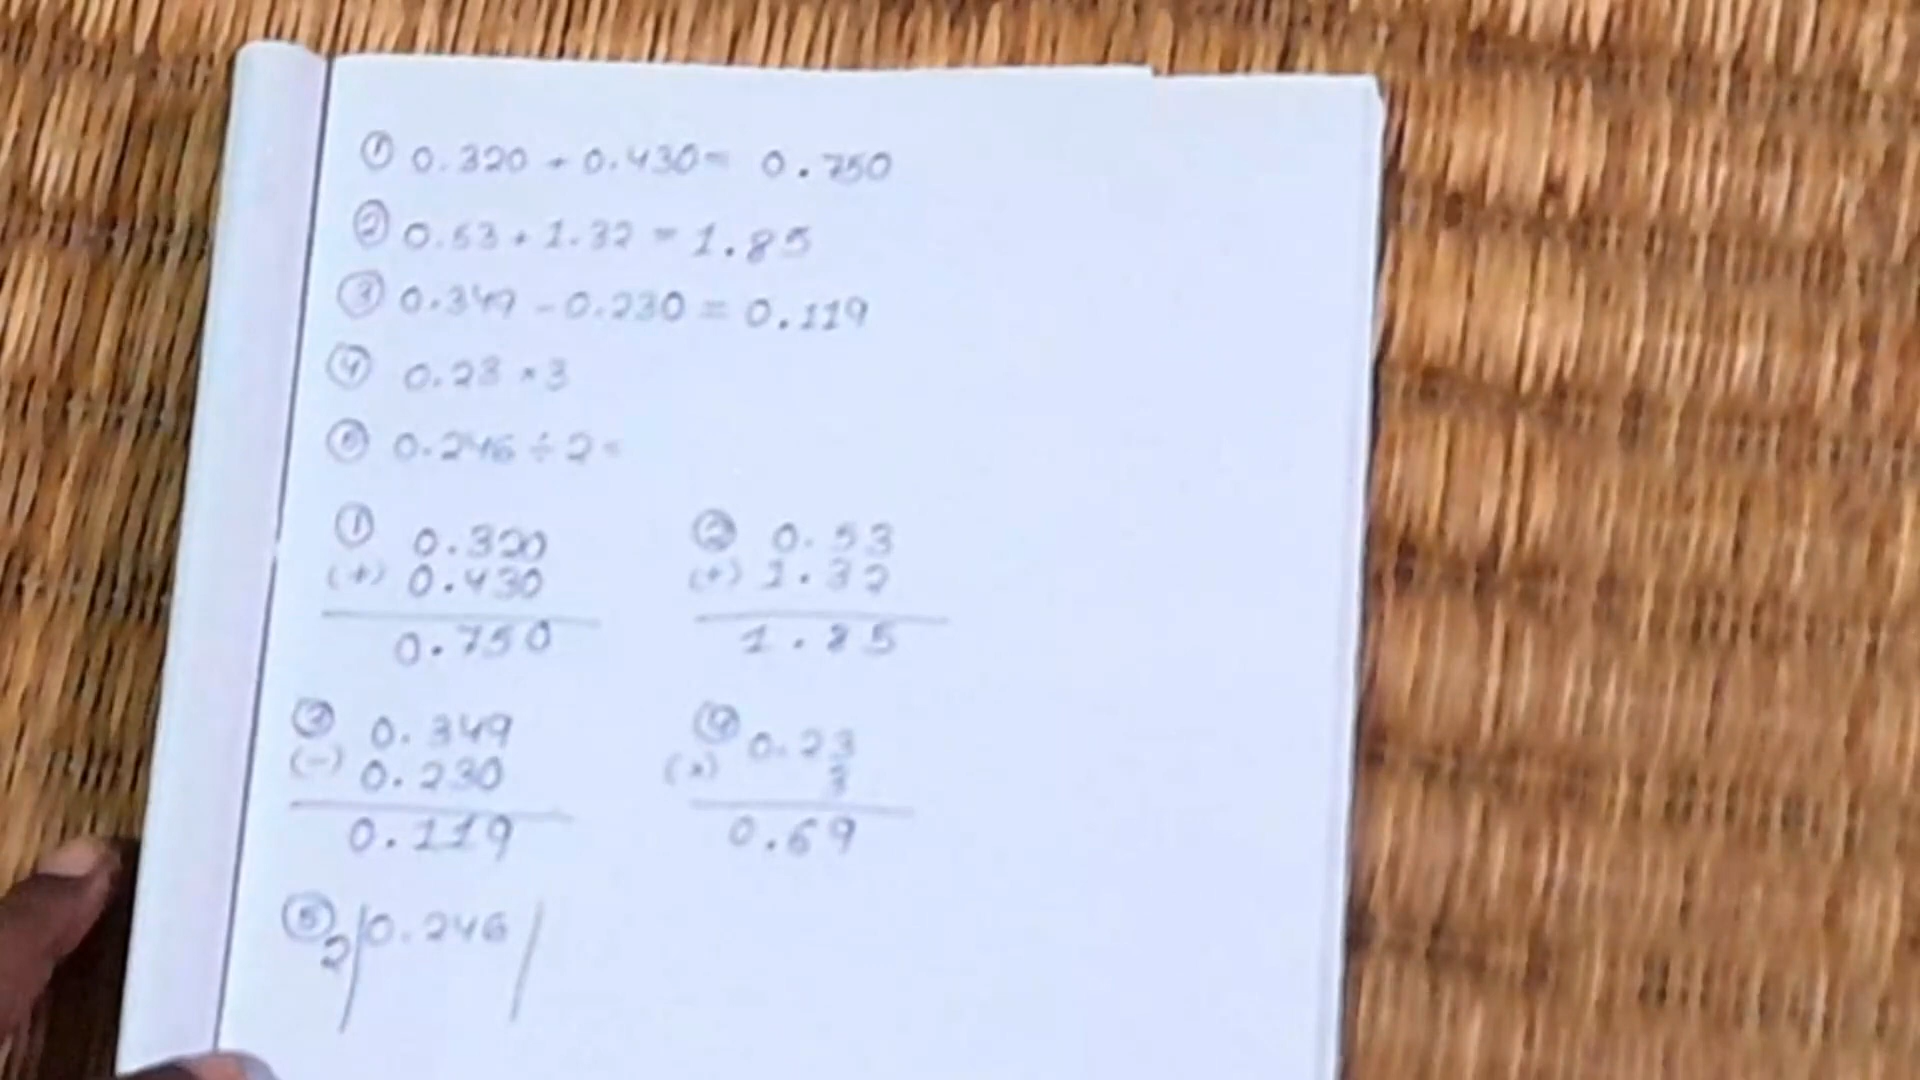 ① 0.320 + 0.430 = 0.750
② 0.53 + 1.32 = 1.85
③ 0.349 - 0.230 = 0.119
④ 0.23 × 3
⑤ 0.246 ÷ 2 =
① 0.320
(+) 0.430
0.750
② 0.53
(+) 1.32
1.85
③ 0.349
(-) 0.230
0.119
④ 0.23
(×) 3
0.69
⑤ 2/0.246/